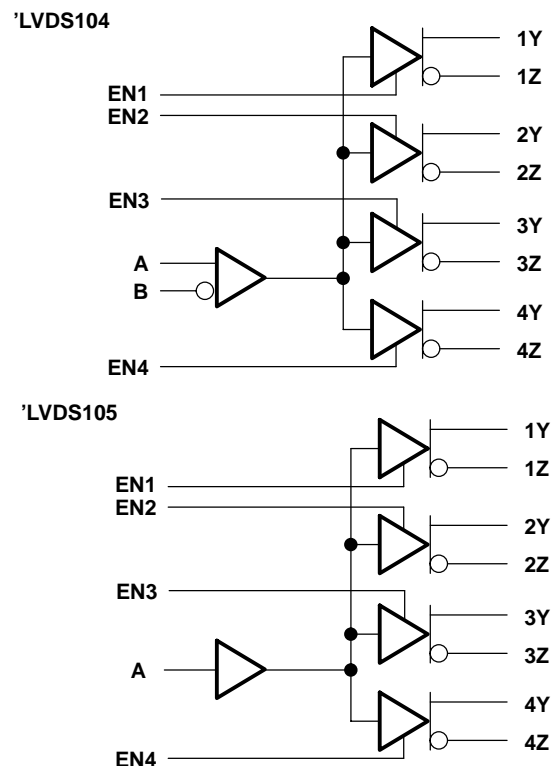 ’LVDS104
1Y
1Z
EN1
EN2
2Y
2Z
EN3
3Y
A
3Z
B
4Y
4Z
EN4
’LVDS105
1Y
1Z
EN1
EN2
2Y
2Z
EN3
3Y
3Z
A
4Y
4Z
EN4